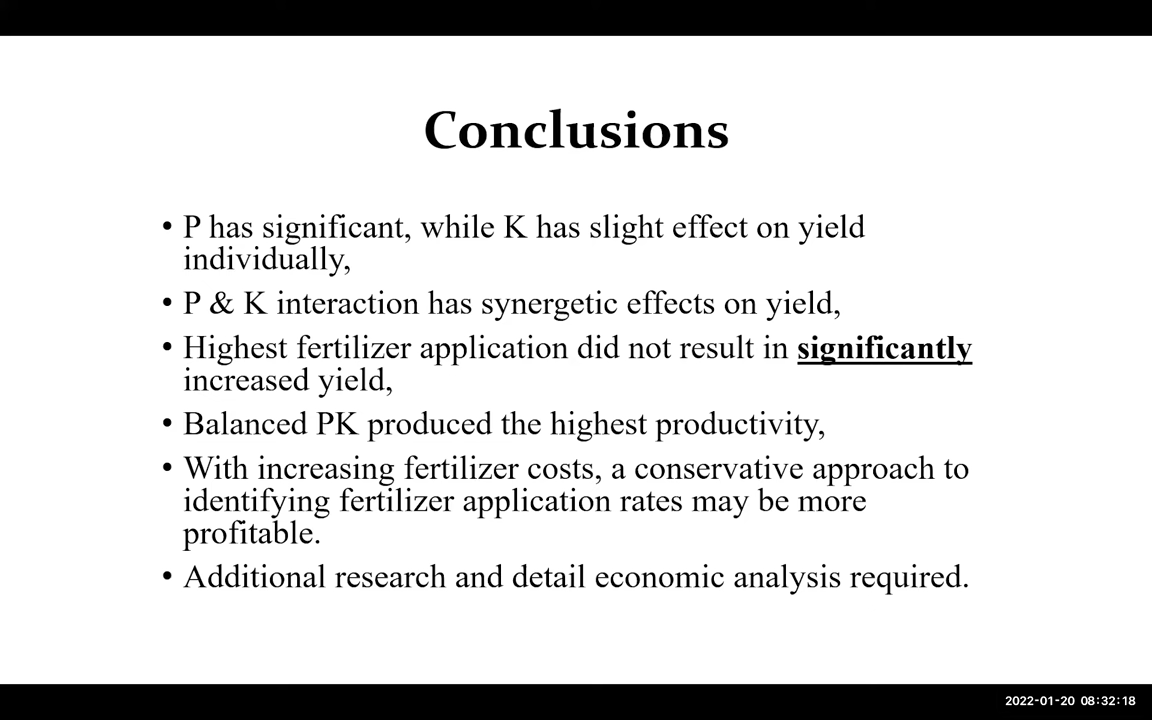 Conclusions
• P has significant, while K has slight effect on yield
individually,
• P & K interaction has synergetic effects on yield,
• Highest fertilizer application did not result in significantly
increased yield,
• Balanced PK produced the highest productivity,
• With increasing fertilizer costs, a conservative approach to
identifying fertilizer application rates may be more
profitable.
• Additional research and detail economic analysis required.
2022-01-20 08:32:18